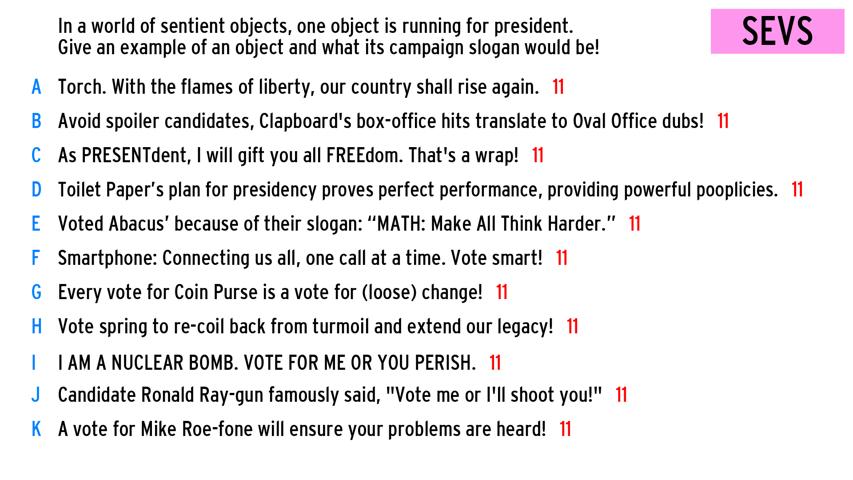 In a world of sentient objects, one object is running for president.
Give an example of an object and what its campaign slogan would be!
SEVS
A Torch. With the flames of liberty, our country shall rise again. 11
B Avoid spoiler candidates, Clapboard's box-office hits translate to Oval Office dubs! 11
C As PRESENTdent, I will gift you all FREEdom. That's a wrap! 11
D Toilet Paper’s plan for presidency proves perfect performance, providing powerful pooplicies. 11
E Voted Abacus’ because of their slogan: “MATH: Make All Think Harder.” 11
F Smartphone: Connecting us all, one call at a time. Vote smart! 11
G Every vote for Coin Purse is a vote for (loose) change! 11
H Vote spring to re-coil back from turmoil and extend our legacy! 11
I I AM A NUCLEAR BOMB. VOTE FOR ME OR YOU PERISH. 11
J Candidate Ronald Ray-gun famously said, "Vote me or I'll shoot you!" 11
K A vote for Mike Roe-fone will ensure your problems are heard! 11